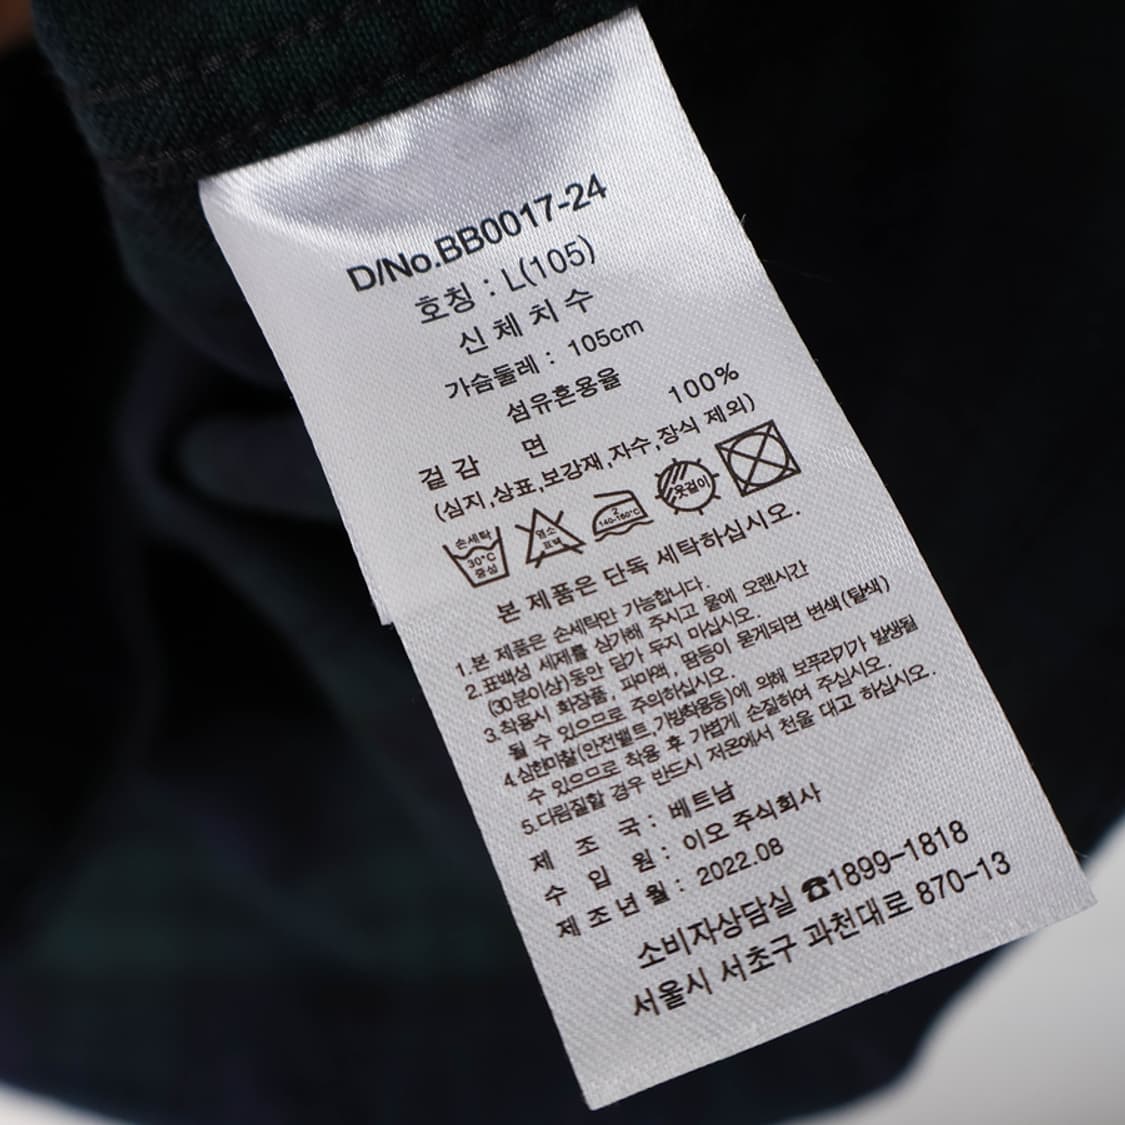 D/No.BB0017-24
호칭 : L(105)
신체치수
가슴둘레 : 105cm
섬유혼용율
겉감 면 100%
(심지,상표,보강재,자수,장식 제외)
손세탁 30°C 중성
염소 표백
2 140~160°C
옷걸이
본 제품은 단독 세탁하십시오.
1.본 제품은 손세탁만 가능합니다.
2.표백성 세제를 삼가해 주시고 물에 오랜시간
(30분이상)동안 담가 두지 마십시오.
3.착용시 화장품, 파마액, 땀등이 묻게되면 변색(탈색)
될 수 있으므로 주의하십시오.
4.심한마찰(안전벨트,가방착용등)에 의해 보푸리기가 발생될
수 있으므로 착용 후 가볍게 손질하여 주십시오.
5.다림질할 경우 반드시 저온에서 천을 대고 하십시오.
제조국 : 베트남
수입원 : 이오 주식회사
제조년월 : 2022.08
소비자상담실 ☎1899-1818
서울시 서초구 과천대로 870-13